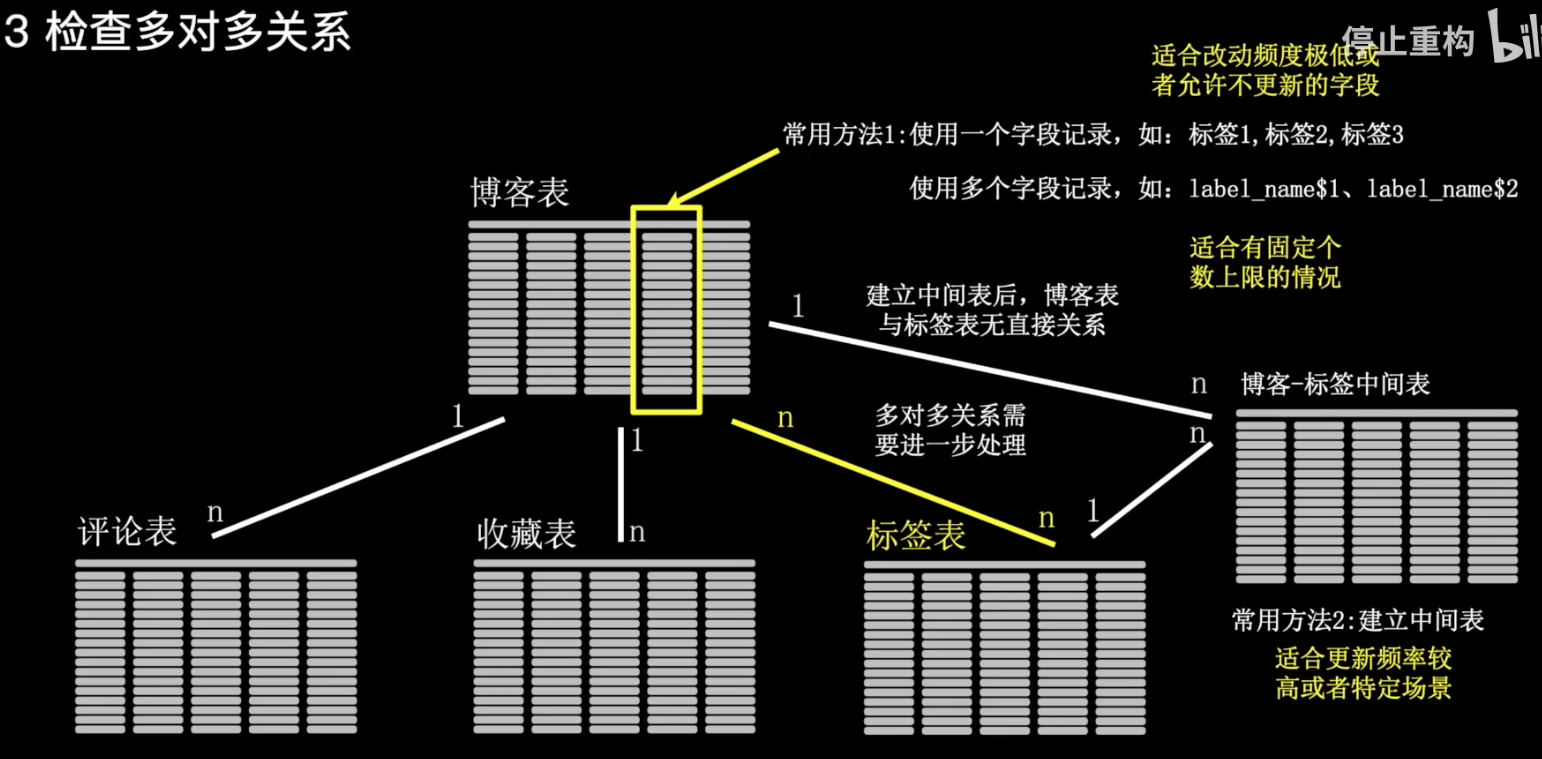 3 检查多对多关系
停止重构 bili
适合改动频度极低或
者允许不更新的字段
常用方法1:使用一个字段记录，如：标签1,标签2,标签3
使用多个字段记录，如：label_name$1、label_name$2
适合有固定个
数上限的情况
博客表
建立中间表后，博客表
与标签表无直接关系
1
n
博客-标签中间表
1
1
n
多对多关系需
要进一步处理
n
n
n
n
1
评论表
收藏表
标签表
常用方法2:建立中间表
适合更新频率较
高或者特定场景